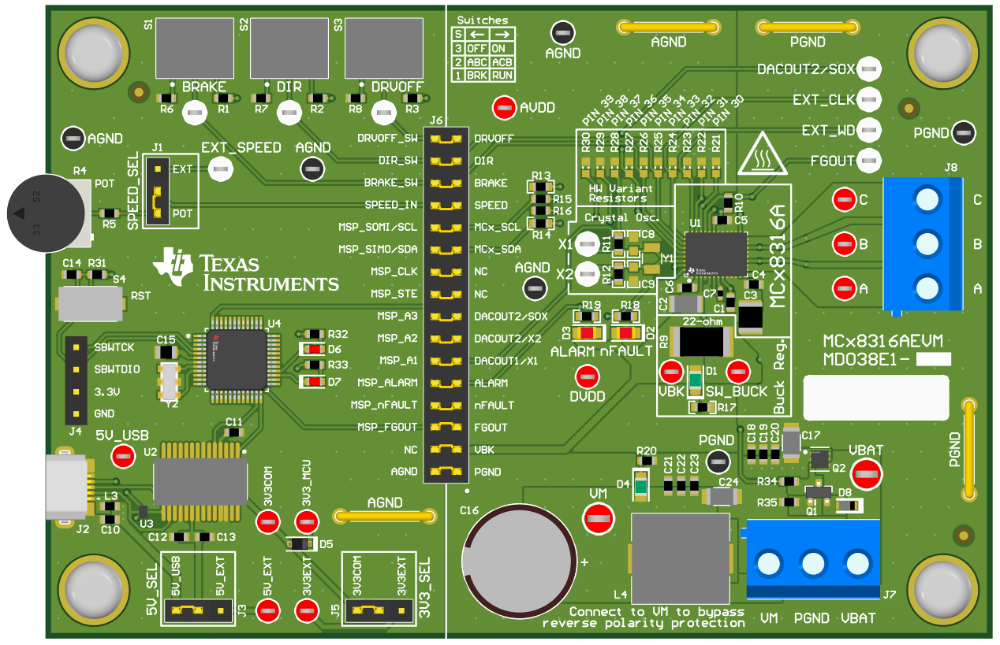 S1
S2
S3
BRAKE
DIR
DRVOFF
R6
R1
R7
R2
R8
R3
Switches
S ← →
3 OFF ON
2 ABC ACB
1 BRK RUN
AGND
AGND
PGND
DACOUT2/SOX
EXT_CLK
EXT_WD
FGOUT
PGND
AVDD
PIN 39
PIN 38
PIN 37
PIN 36
PIN 35
PIN 34
PIN 33
PIN 32
PIN 31
PIN 30
R30
R29
R28
R27
R26
R25
R24
R23
R22
R21
HW Variant
Resistors
Crystal Osc.
AGND
J1
EXT_SPEED
AGND
SPEED_SEL
EXT
POT
R4
POT
52
33
R5
J6
DRVOFF_SW DRVOFF
DIR_SW DIR
BRAKE_SW BRAKE
SPEED_IN SPEED
MSP_SOMI/SCL MCx_SCL
MSP_SIMO/SDA MCx_SDA
MSP_CLK NC
MSP_STE NC
MSP_A3 DACOUT2/SOX
MSP_A2 DACOUT2/X2
MSP_A1 DACOUT1/X1
MSP_ALARM ALARM
MSP_nFAULT nFAULT
MSP_FGOUT FGOUT
NC VBK
AGND PGND
R13
R15
R16
R14
X1
X2
R11
R12
C8
C9
Y1
AGND
U1
R10
C5
C4
C3
C6
C7
C2
C1
MCx8316A
TEXAS INSTRUMENTS
J8
C C
B B
A A
C14
R31
S4
RST
TEXAS
INSTRUMENTS
U4
C15
Y2
R32
D6
R33
D7
SBWTCK
SBWTDIO
3.3V
GND
J4
R19
R18
D3
D2
ALARM
nFAULT
DVDD
22-ohm
R9
D1
VBK
SW_BUCK
R17
Buck Reg.
MCx8316AEVM
MD038E1-
5V_USB
U2
C11
J2
L3
C10
U3
C12
C13
3V3COM
3V3_MCU
AGND
D5
5V_SEL
5V_USB
5V_EXT
J3
5V_EXT
3V3EXT
J5
3V3COM
3V3EXT
3V3_SEL
C16
+
VM
R20
D4
C21
C22
C23
PGND
C24
C18
C19
C20
C17
Q2
VBAT
R34
R35
Q1
D8
PGND
L4
J7
Connect to VM to bypass
reverse polarity protection
VM PGND VBAT